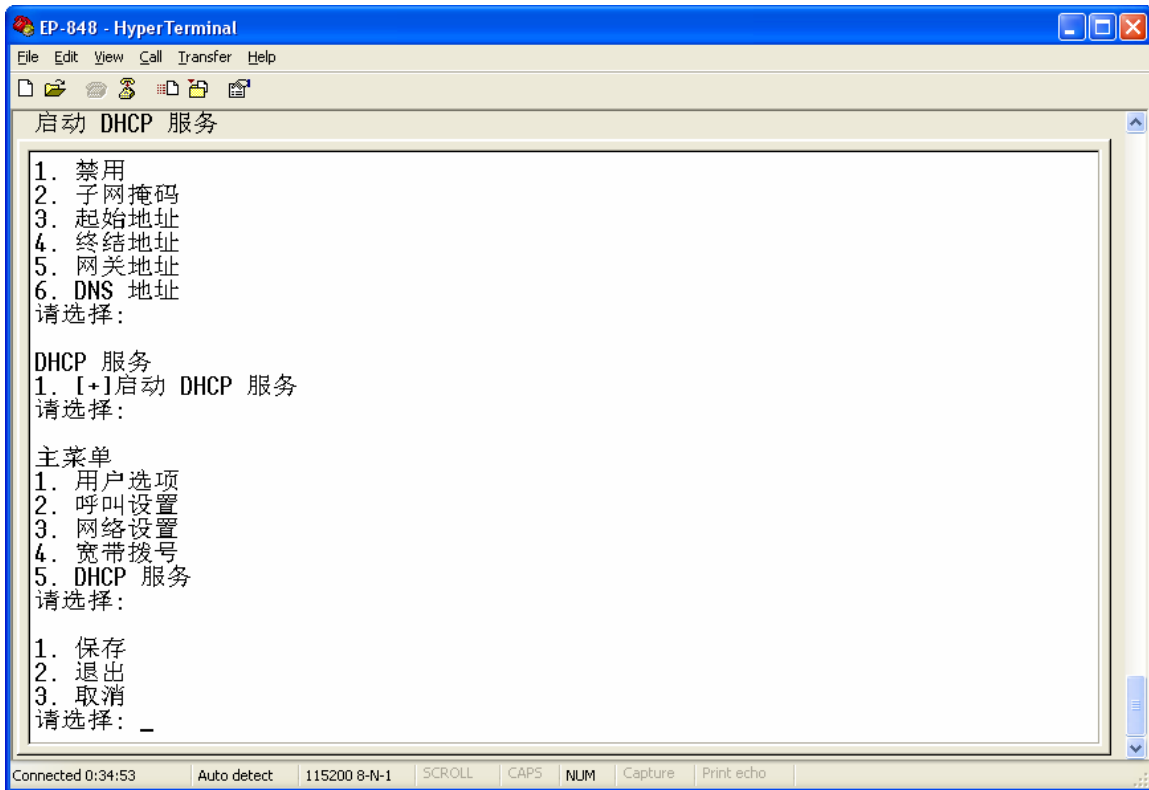 EP-848 - HyperTerminal
File Edit View Call Transfer Help
启动 DHCP 服务
1. 禁用
2. 子网掩码
3. 起始地址
4. 终结地址
5. 网关地址
6. DNS 地址
请选择:
DHCP 服务
1. [+]启动 DHCP 服务
请选择:
主菜单
1. 用户选项
2. 呼叫设置
3. 网络设置
4. 宽带拨号
5. DHCP 服务
请选择:
1. 保存
2. 退出
3. 取消
请选择: _
Connected 0:34:53 Auto detect 115200 8-N-1 SCROLL CAPS NUM Capture Print echo